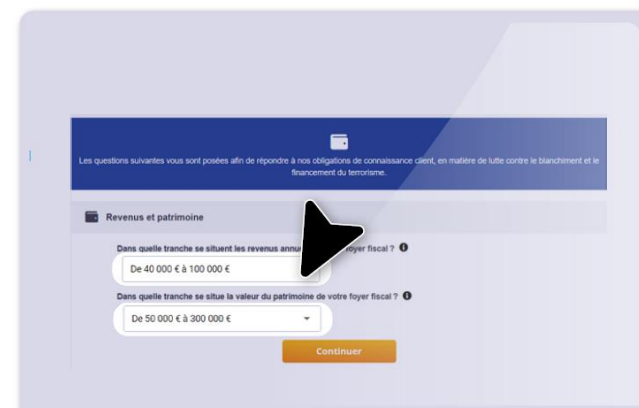 Les questions suivantes vous sont posées afin de répondre à nos obligations de connaissance client, en matière de lutte contre le blanchiment et le
financement du terrorisme.
Revenus et patrimoine
Dans quelle tranche se situent les revenus foyer fiscal ?
De 40 000 € à 100 000 €
Dans quelle tranche se situe la valeur du patrimoine de votre foyer fiscal ?
De 50 000 € à 300 000 €
Continuer